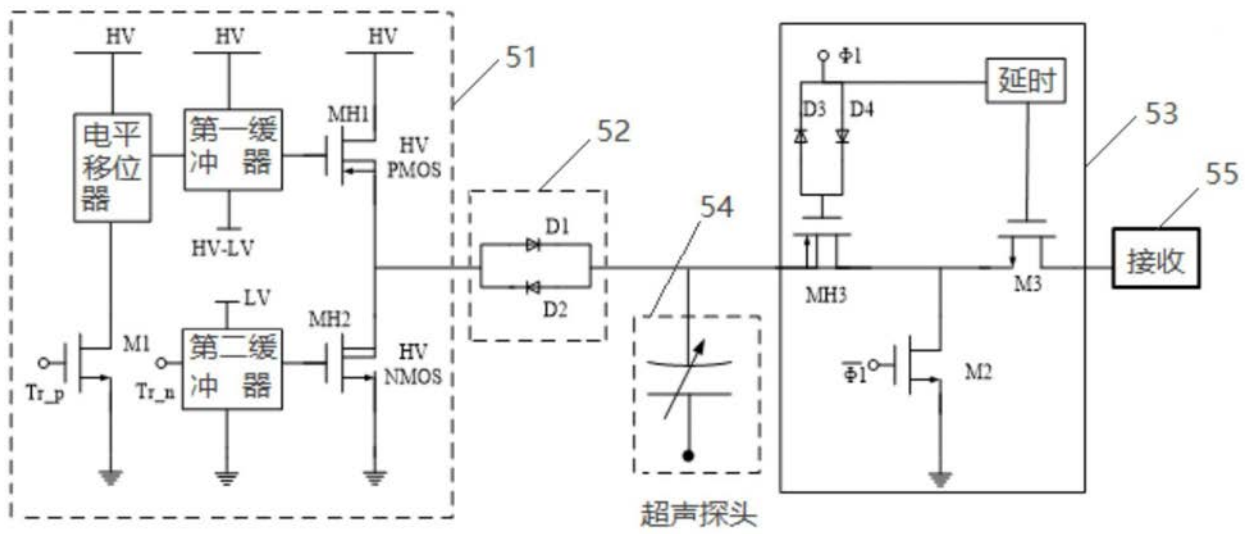 HV
HV
HV
51
电平
移位
器
第一缓
冲 器
MH1
HV
PMOS
HV-LV
52
D1
D2
54
Φ1
D3
D4
延时
53
55
接收
MH3
M3
LV
M1
Tr_p
Tr_n
第二缓
冲 器
MH2
HV
NMOS
Φ1
M2
超声探头